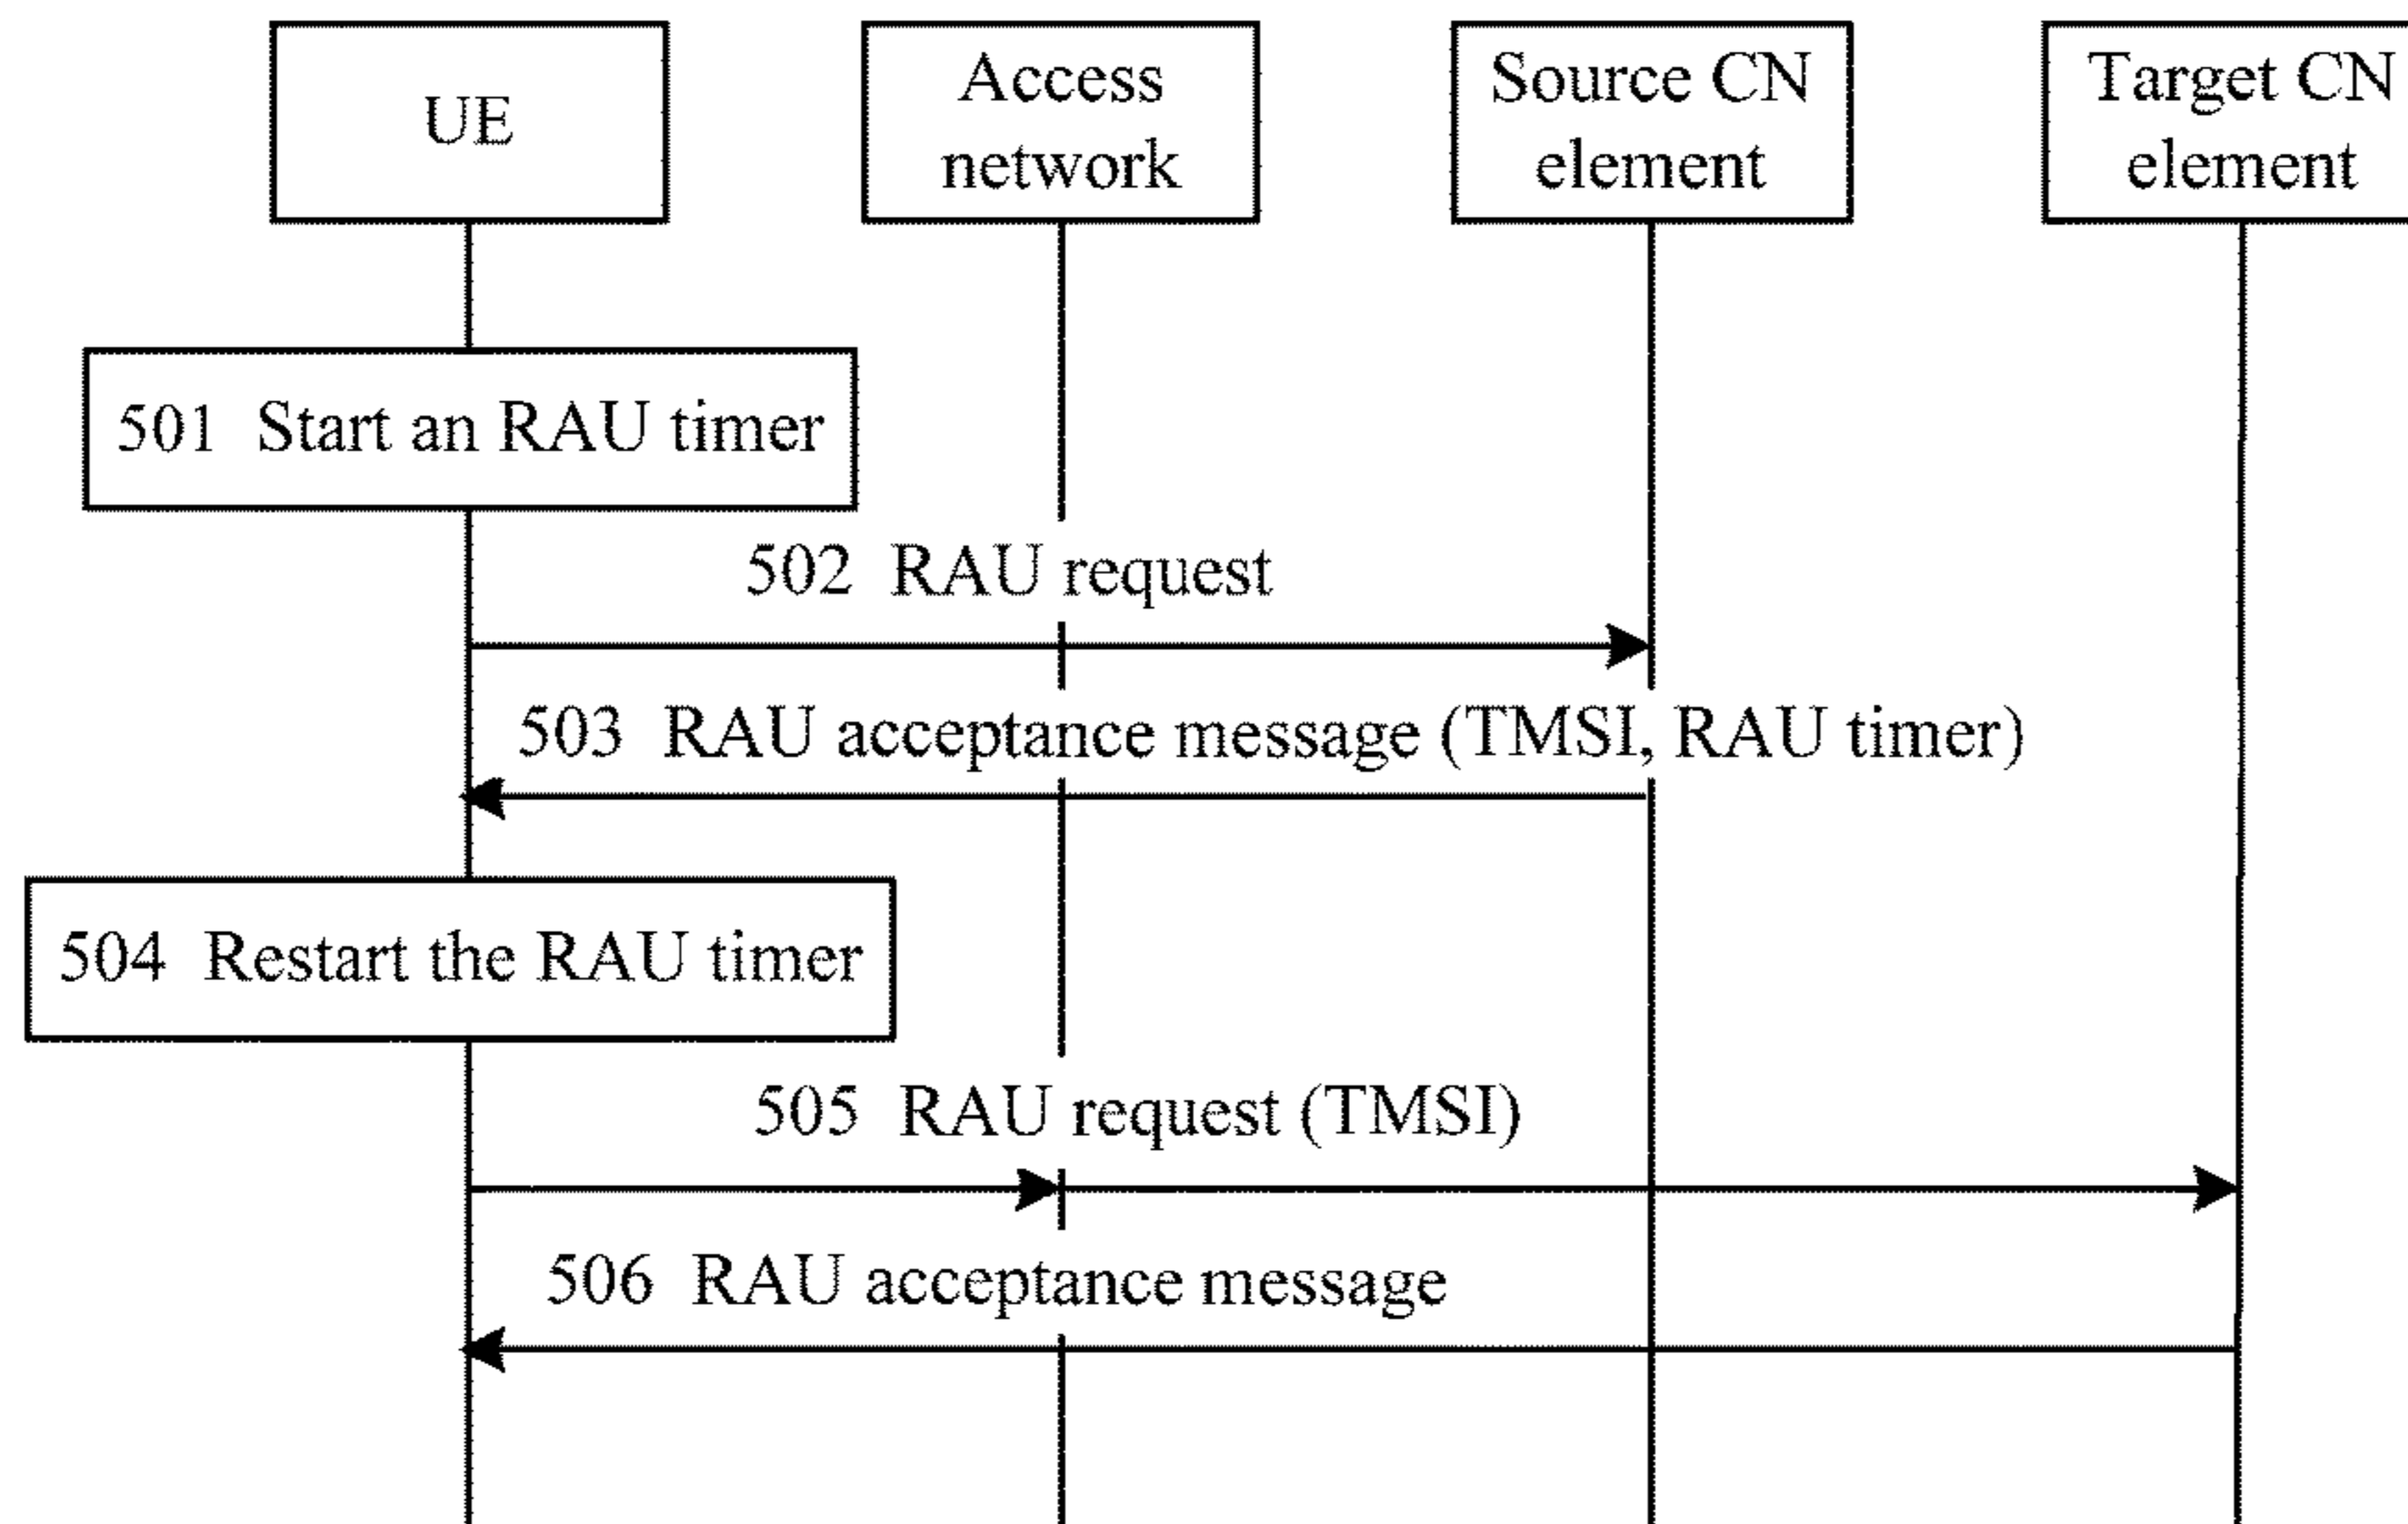 UE
Access
network
Source CN
element
Target CN
element
501 Start an RAU timer
502 RAU request
503 RAU acceptance message (TMSI, RAU timer)
504 Restart the RAU timer
505 RAU request (TMSI)
506 RAU acceptance message